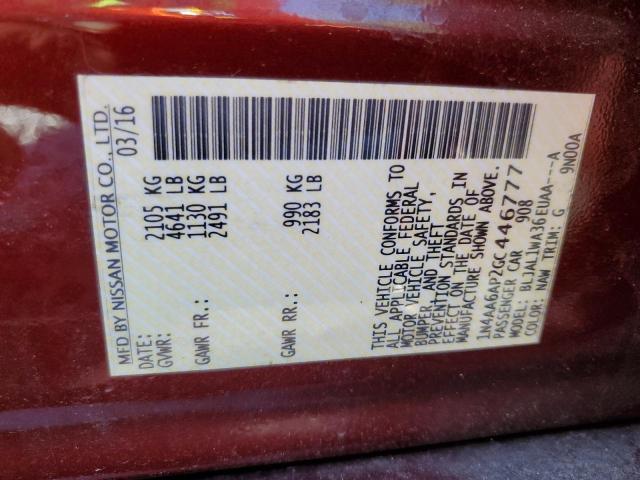 MFD BY NISSAN MOTOR CO., LTD.
DATE: 03/16
GVWR: 2105 KG
4641 LB
GAWR FR.: 1130 KG
2491 LB
GAWR RR.: 990 KG
2183 LB
THIS VEHICLE CONFORMS TO
ALL APPLICABLE FEDERAL
MOTOR VEHICLE SAFETY,
BUMPER, AND THEFT
PREVENTION STANDARDS IN
EFFECT ON THE DATE OF
MANUFACTURE SHOWN ABOVE.
1N4AA6AP2GC446777
PASSENGER CAR 908
MODEL: BLJALLWA36EUAA---A
COLOR: NAW TRIM: G 9N00A